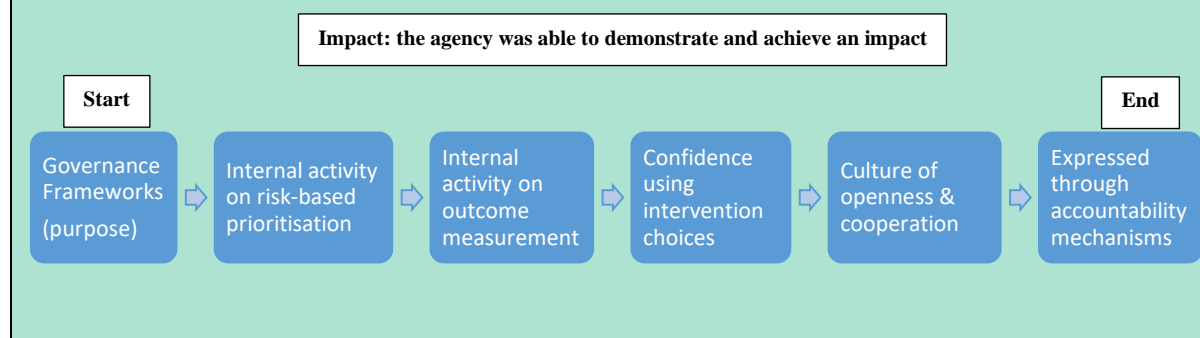 Impact: the agency was able to demonstrate and achieve an impact
Start
End
Governance
Frameworks
(purpose)
Internal activity
on risk-based
prioritisation
Internal
activity on
outcome
measurement
Confidence
using
intervention
choices
Culture of
openness &
cooperation
Expressed
through
accountability
mechanisms